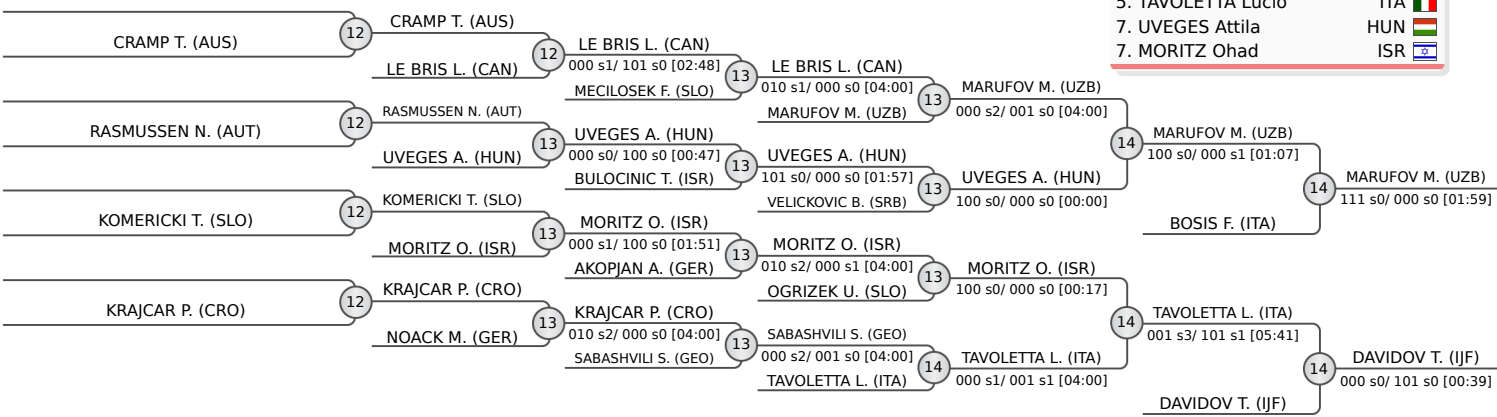 5. TAVOLETTA Lucio ITA
7. UVEGES Attila HUN
7. MORITZ Ohad ISR
CRAMP T. (AUS)
12
CRAMP T. (AUS)
LE BRIS L. (CAN)
12
LE BRIS L. (CAN)
000 s1/ 101 s0 [02:48]
MECILOSEK F. (SLO)
13
LE BRIS L. (CAN)
010 s1/ 000 s0 [04:00]
MARUFOV M. (UZB)
13
MARUFOV M. (UZB)
000 s2/ 001 s0 [04:00]
RASMUSSEN N. (AUT)
12
RASMUSSEN N. (AUT)
UVEGES A. (HUN)
13
UVEGES A. (HUN)
000 s0/ 100 s0 [00:47]
BULOCINIC T. (ISR)
13
UVEGES A. (HUN)
101 s0/ 000 s0 [01:57]
VELICKOVIC B. (SRB)
13
UVEGES A. (HUN)
100 s0/ 000 s0 [00:00]
14
MARUFOV M. (UZB)
100 s0/ 000 s1 [01:07]
BOSIS F. (ITA)
14
MARUFOV M. (UZB)
111 s0/ 000 s0 [01:59]
KOMERICKI T. (SLO)
12
KOMERICKI T. (SLO)
MORITZ O. (ISR)
13
MORITZ O. (ISR)
000 s1/ 100 s0 [01:51]
AKOPJAN A. (GER)
13
MORITZ O. (ISR)
010 s2/ 000 s1 [04:00]
OGRIZEK U. (SLO)
13
MORITZ O. (ISR)
100 s0/ 000 s0 [00:17]
KRAJCAR P. (CRO)
12
KRAJCAR P. (CRO)
NOACK M. (GER)
13
KRAJCAR P. (CRO)
010 s2/ 000 s0 [04:00]
SABASHVILI S. (GEO)
13
SABASHVILI S. (GEO)
000 s2/ 001 s0 [04:00]
TAVOLETTA L. (ITA)
14
TAVOLETTA L. (ITA)
000 s1/ 001 s1 [04:00]
14
TAVOLETTA L. (ITA)
001 s3/ 101 s1 [05:41]
DAVIDOV T. (IJF)
14
DAVIDOV T. (IJF)
000 s0/ 101 s0 [00:39]